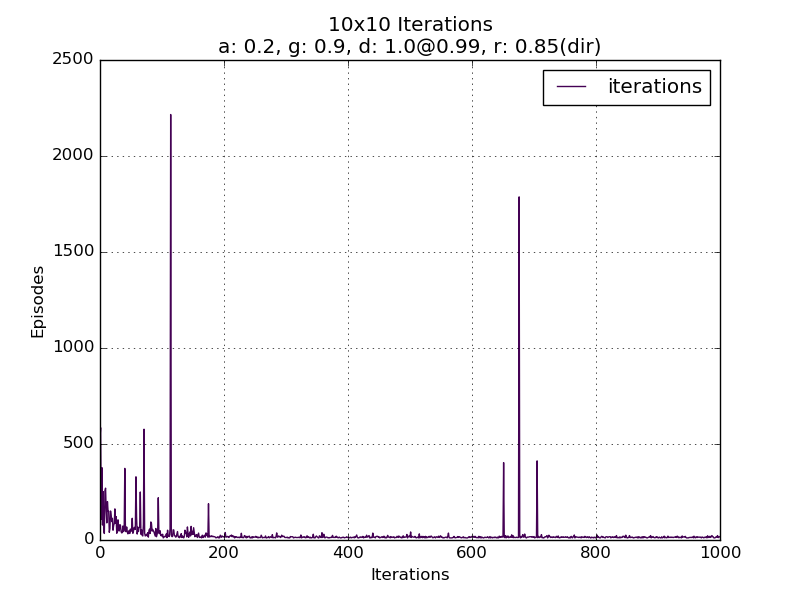 10x10 Iterations
a: 0.2, g: 0.9, d: 1.0@0.99, r: 0.85(dir)
iterations
2500
2000
1500
1000
500
0
Episodes
0 200 400 600 800 1000
Iterations